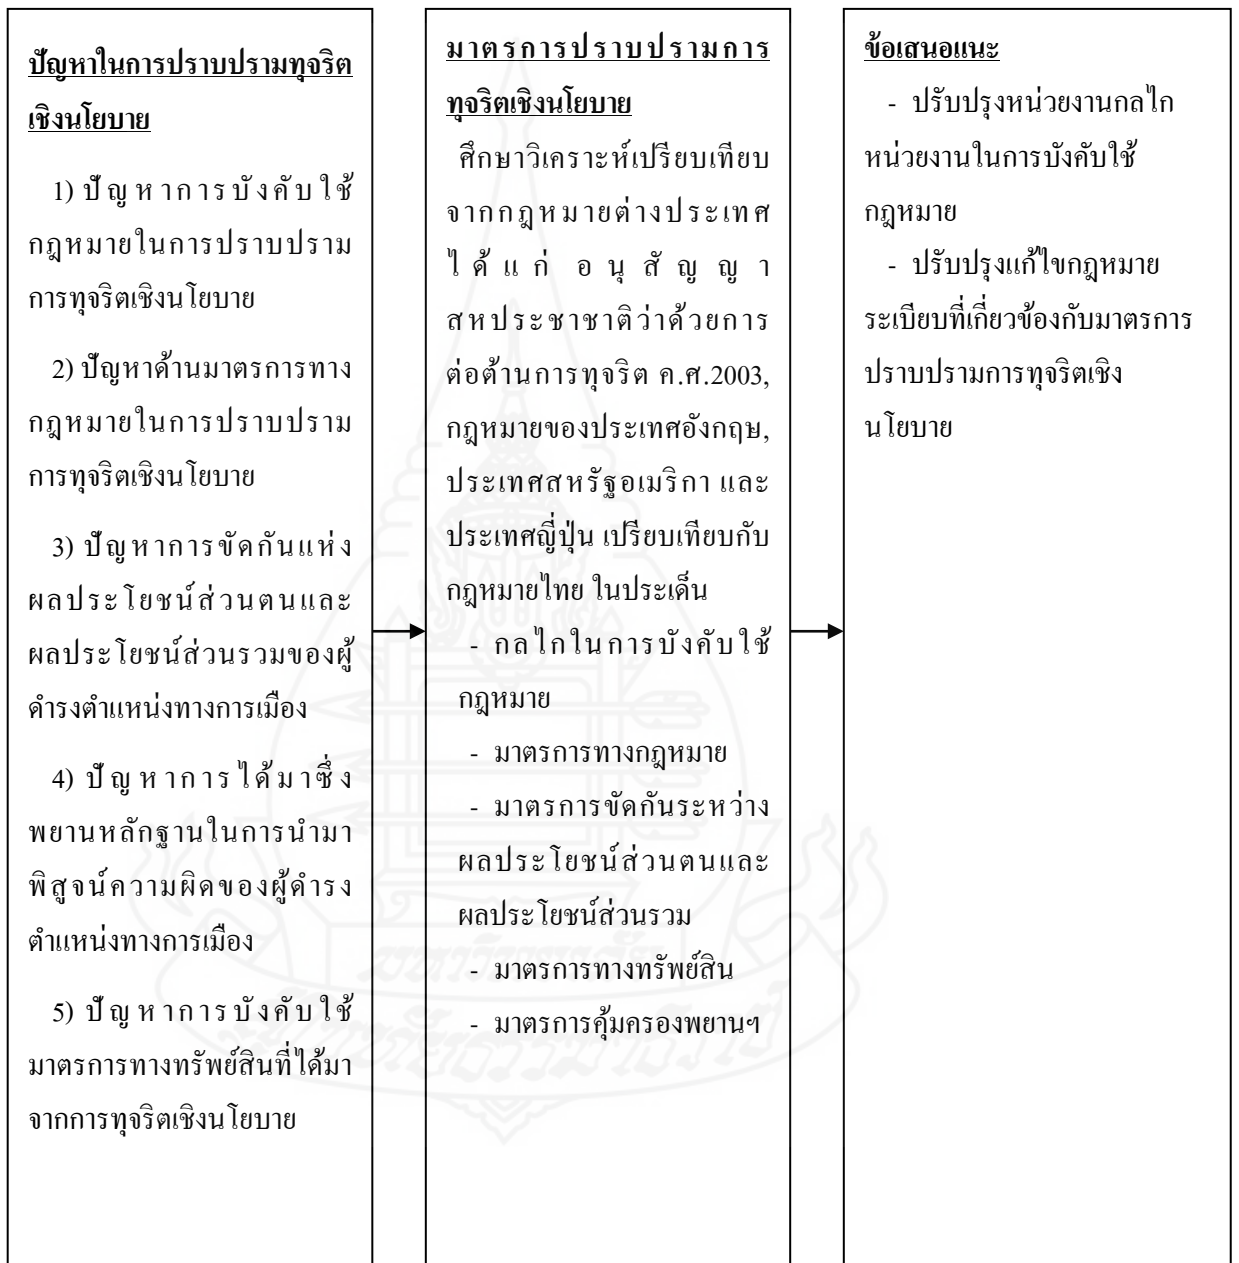 ปัญหาในการปราบปรามทุจริต
เชิงนโยบาย
1) ปัญหาการบังคับใช้
กฎหมายในการปราบปราม
การทุจริตเชิงนโยบาย
2) ปัญหาด้านมาตรการทาง
กฎหมายในการปราบปราม
การทุจริตเชิงนโยบาย
3) ปัญหาการขัดกันแห่ง
ผลประโยชน์ส่วนตนและ
ผลประโยชน์ส่วนรวมของผู้
ดำรงตำแหน่งทางการเมือง
4) ปัญหาการได้มาซึ่ง
พยานหลักฐานในการนำมา
พิสูจน์ความผิดของผู้ดำรง
ตำแหน่งทางการเมือง
5) ปัญหาการบังคับใช้
มาตรการทางทรัพย์สินที่ได้มา
จากการทุจริตเชิงนโยบาย
มาตรการปราบปรามการ
ทุจริตเชิงนโยบาย
ศึกษาวิเคราะห์เปรียบเทียบ
จากกฎหมายต่างประเทศ
ได้แก่ อนุสัญญา
สหประชาชาติว่าด้วยการ
ต่อต้านการทุจริต ค.ศ.2003,
กฎหมายของประเทศอังกฤษ,
ประเทศสหรัฐอเมริกา และ
ประเทศญี่ปุ่น เปรียบเทียบกับ
กฎหมายไทย ในประเด็น
- กลไกในการบังคับใช้
กฎหมาย
- มาตรการทางกฎหมาย
- มาตรการขัดกันระหว่าง
ผลประโยชน์ส่วนตนและ
ผลประโยชน์ส่วนรวม
- มาตรการทางทรัพย์สิน
- มาตรการคุ้มครองพยานฯ
ข้อเสนอแนะ
- ปรับปรุงหน่วยงานกลไก
หน่วยงานในการบังคับใช้
กฎหมาย
- ปรับปรุงแก้ไขกฎหมาย
ระเบียบที่เกี่ยวข้องกับมาตรการ
ปราบปรามการทุจริตเชิง
นโยบาย
มหาวิทยาลัย
สุโขทัยธรรมาธิราช